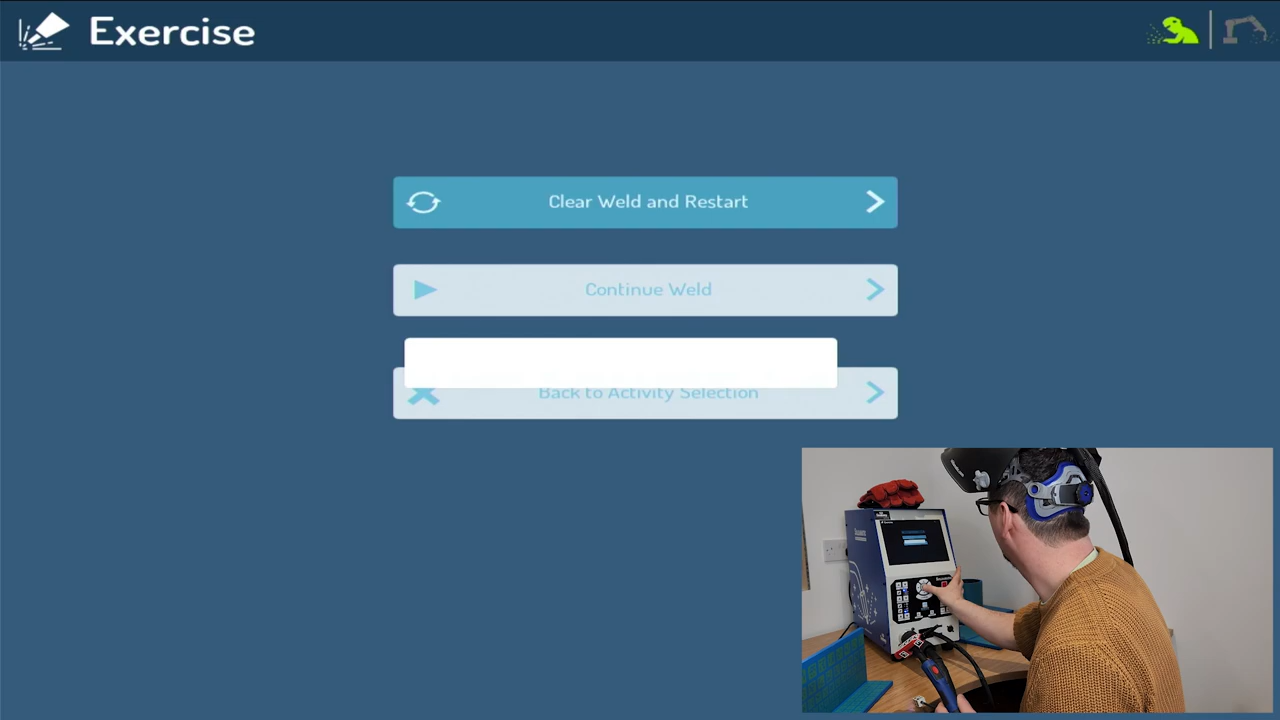 Exercise
Clear Weld and Restart
Continue Weld
Back to Activity Selection